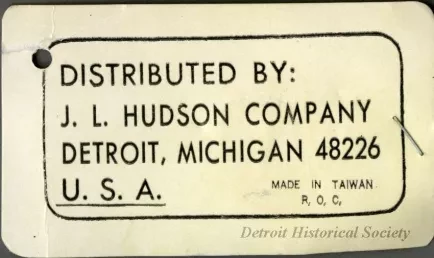 DISTRIBUTED BY:
J. L. HUDSON COMPANY
DETROIT, MICHIGAN 48226
U. S. A.
MADE IN TAIWAN
R, O, C,
Detroit Historical Society